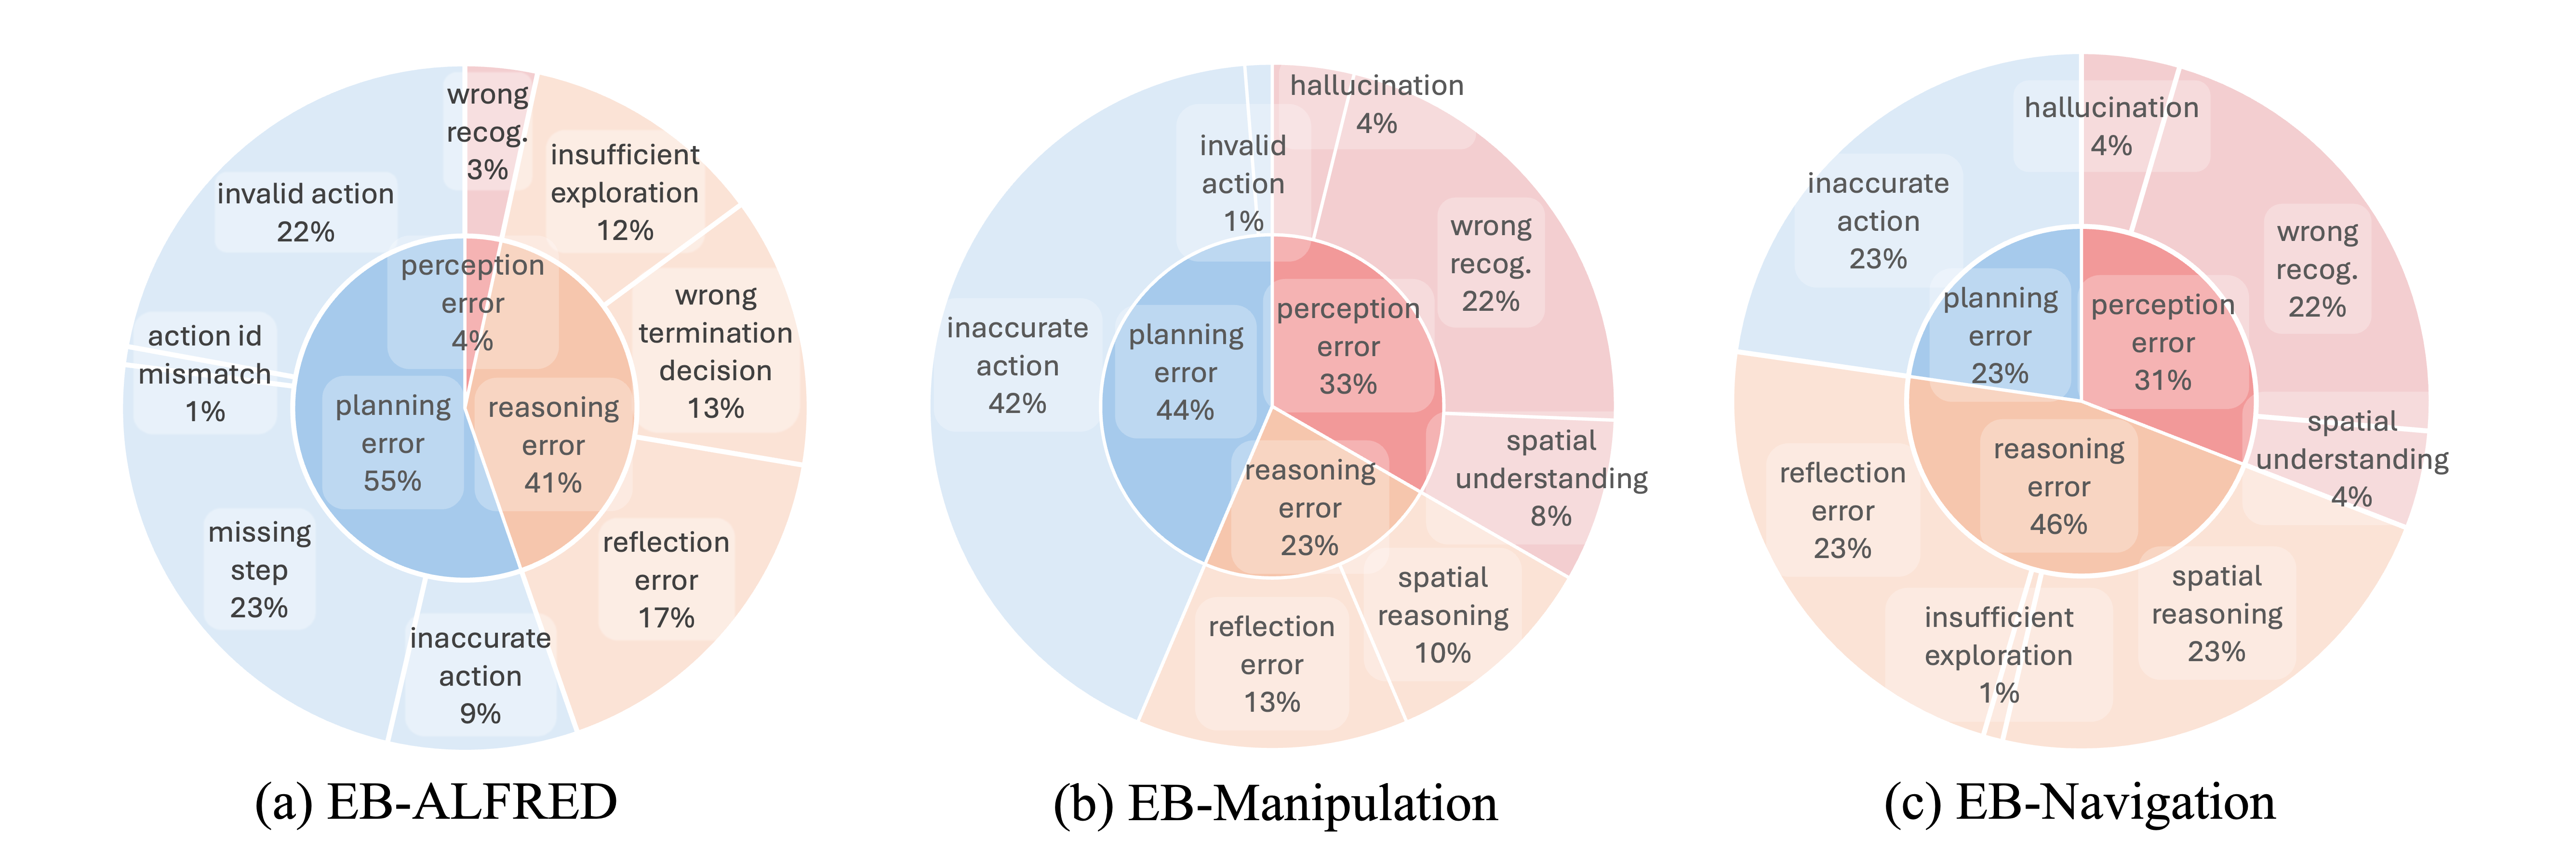 wrong
recog.
3%
insufficient
exploration
12%
wrong
termination
decision
13%
reflection
error
17%
inaccurate
action
9%
missing
step
23%
action id
mismatch
1%
invalid action
22%
perception
error
4%
reasoning
error
41%
planning
error
55%
(a) EB-ALFRED
hallucination
4%
wrong
recog.
22%
spatial
understanding
8%
spatial
reasoning
10%
reflection
error
13%
inaccurate
action
42%
invalid
action
1%
perception
error
33%
reasoning
error
23%
planning
error
44%
(b) EB-Manipulation
hallucination
4%
wrong
recog.
22%
spatial
understanding
4%
spatial
reasoning
23%
insufficient
exploration
1%
reflection
error
23%
inaccurate
action
23%
perception
error
31%
reasoning
error
46%
planning
error
23%
(c) EB-Navigation